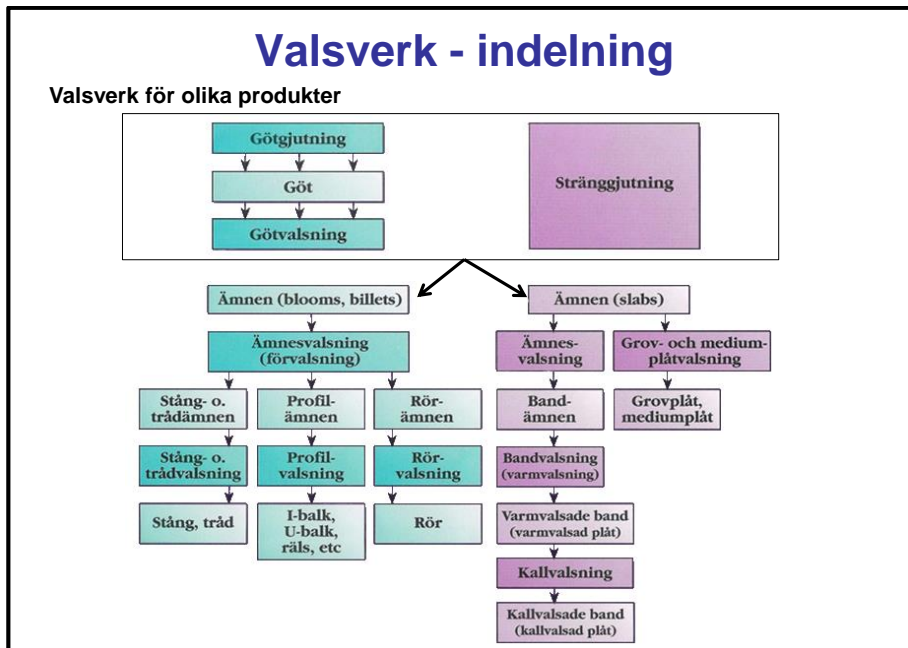 Valsverk - indelning
Valsverk för olika produkter
Götgjutning
Göt
Götvalsning
Stränggjutning
Ämnen (blooms, billets)
Ämnesvalsning
(förvalsning)
Stång- o.
trådämnen
Profil-
ämnen
Rör-
ämnen
Stång- o.
trådvalsning
Profil-
valsning
Rör-
valsning
Stång, tråd
I-balk,
U-balk,
räls, etc
Rör
Ämnen (slabs)
Ämnes-
valsning
Grov- och medium-
plåtvalsning
Band-
ämnen
Grovplåt,
mediumplåt
Bandvalsning
(varmvalsning)
Varmvalsade band
(varmvalsad plåt)
Kallvalsning
Kallvalsade band
(kallvalsad plåt)